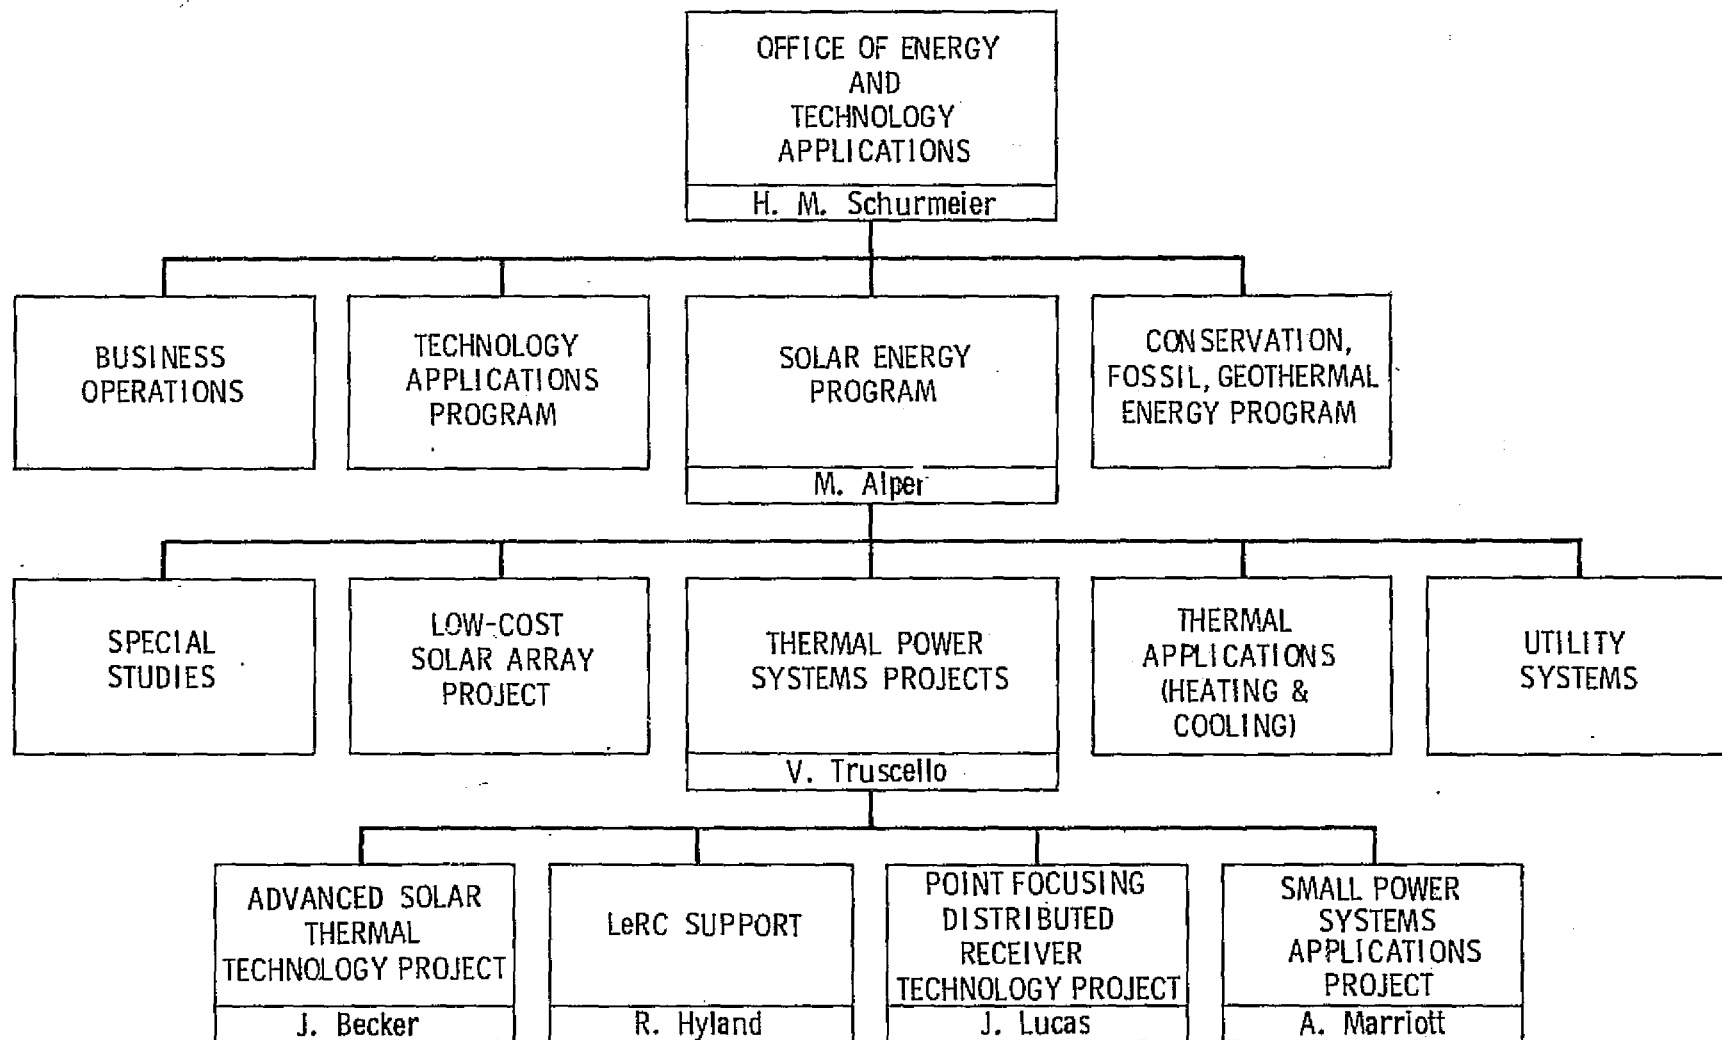 OFFICE OF ENERGY
AND
TECHNOLOGY
APPLICATIONS
H. M. Schurmeier
BUSINESS
OPERATIONS
TECHNOLOGY
APPLICATIONS
PROGRAM
SOLAR ENERGY
PROGRAM
M. Alper
CONSERVATION,
FOSSIL, GEOTHERMAL
ENERGY PROGRAM
SPECIAL
STUDIES
LOW-COST
SOLAR ARRAY
PROJECT
THERMAL POWER
SYSTEMS PROJECTS
V. Truscello
THERMAL
APPLICATIONS
(HEATING &
COOLING)
UTILITY
SYSTEMS
ADVANCED SOLAR
THERMAL
TECHNOLOGY PROJECT
J. Becker
LeRC SUPPORT
R. Hyland
POINT FOCUSING
DISTRIBUTED
RECEIVER
TECHNOLOGY PROJECT
J. Lucas
SMALL POWER
SYSTEMS
APPLICATIONS
PROJECT
A. Marriott